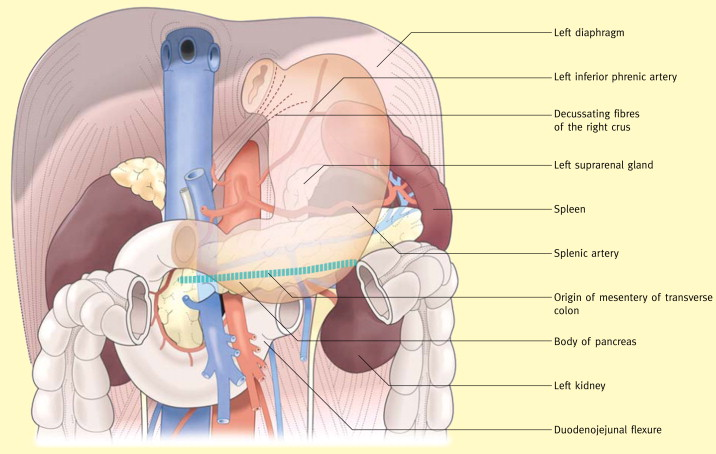 Left diaphragm
Left inferior phrenic artery
Decussating fibres
of the right crus
Left suprarenal gland
Spleen
Splenic artery
Origin of mesentery of transverse
colon
Body of pancreas
Left kidney
Duodenojejunal flexure